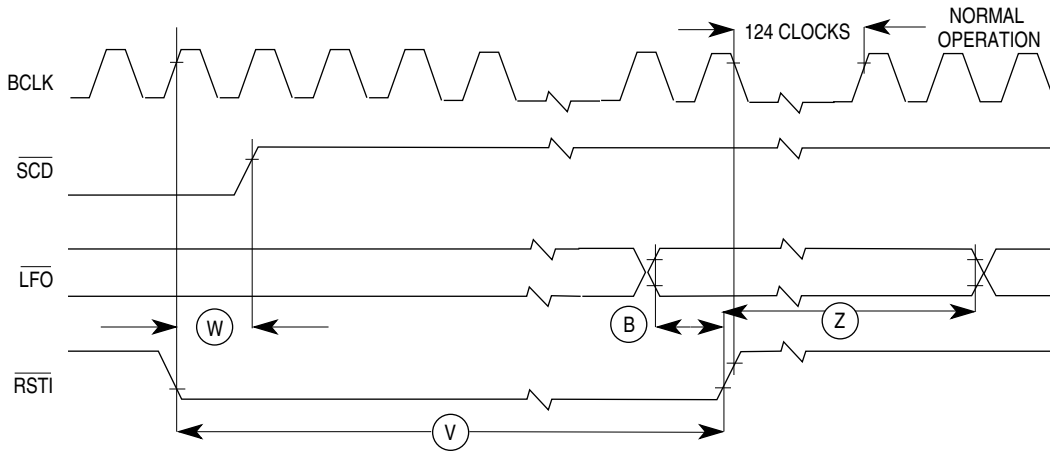 124 CLOCKS
NORMAL
OPERATION
BCLK
SCD
LFO
W
B
Z
RSTI
V